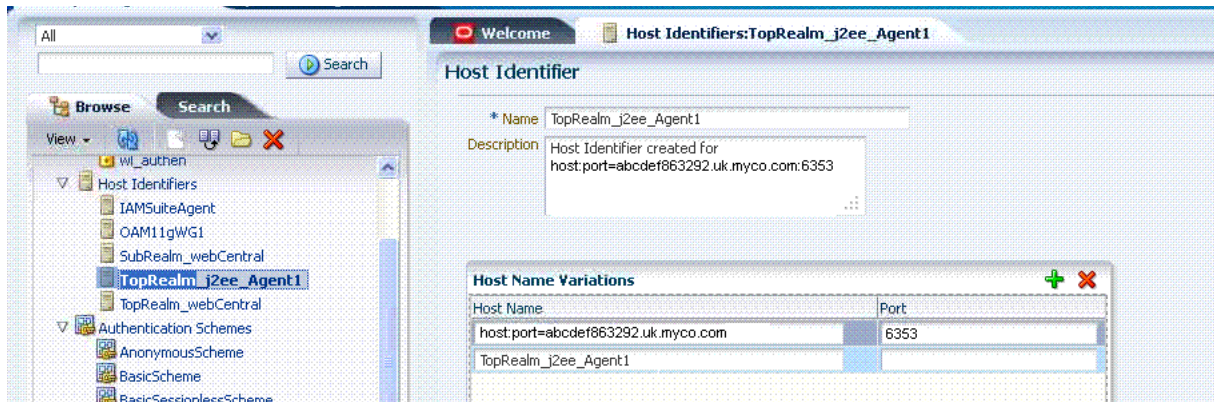 All
Search
Browse
Search
View
wl_authen
Host Identifiers
IAMSuiteAgent
OAM11gWG1
SubRealm_webCentral
TopRealm_j2ee_Agent1
TopRealm_webCentral
Authentication Schemes
AnonymousScheme
BasicScheme
BasicSessionlessScheme
Welcome
Host Identifiers:TopRealm_j2ee_Agent1
Host Identifier
* Name TopRealm_j2ee_Agent1
Description Host Identifier created for
host:port=abcdef863292.uk.myco.com:6353
Host Name Variations
Host Name Port
host:port=abcdef863292.uk.myco.com 6353
TopRealm_j2ee_Agent1